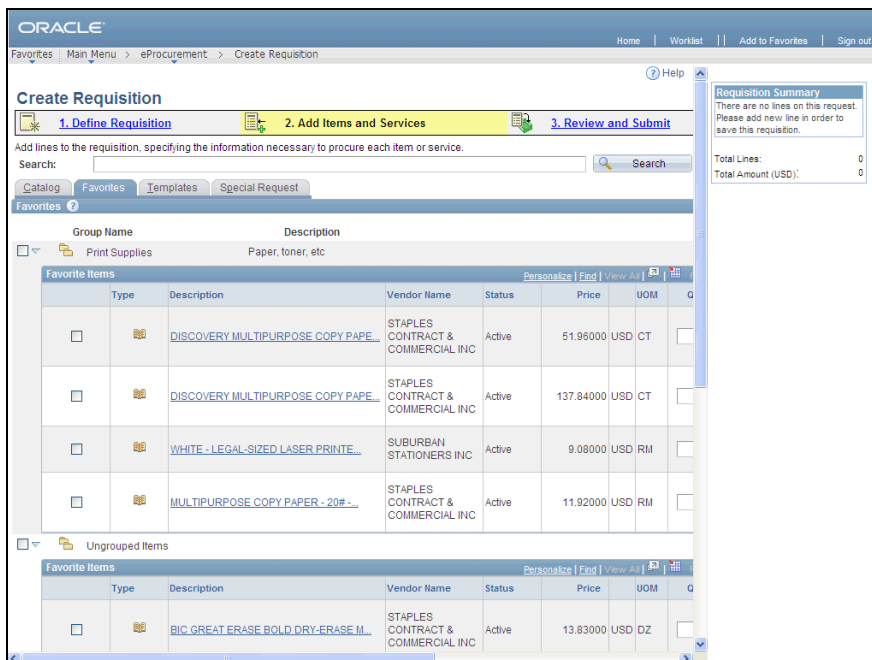 ORACLE
Home | Worklist | | Add to Favorites | Sign out
Favorites Main Menu > eProcurement > Create Requisition
Help
Create Requisition
1. Define Requisition 2. Add Items and Services 3. Review and Submit
Add lines to the requisition, specifying the information necessary to procure each item or service.
Search: Search
Catalog Favorites Templates Special Request
Favorites
Group Name Description
Print Supplies Paper, toner, etc
Favorite Items Personalize | Find | View All |
Type Description Vendor Name Status Price UOM Q
DISCOVERY MULTIPURPOSE COPY PAPE... STAPLES CONTRACT & COMMERCIAL INC Active 51.96000 USD CT
DISCOVERY MULTIPURPOSE COPY PAPE... STAPLES CONTRACT & COMMERCIAL INC Active 137.84000 USD CT
WHITE - LEGAL-SIZED LASER PRINTE... SUBURBAN STATIONERS INC Active 9.08000 USD RM
MULTIPURPOSE COPY PAPER - 20# -... STAPLES CONTRACT & COMMERCIAL INC Active 11.92000 USD RM
Ungrouped Items
Favorite Items Personalize | Find | View All |
Type Description Vendor Name Status Price UOM Q
BIC GREAT ERASE BOLD DRY-ERASE M... STAPLES CONTRACT & COMMERCIAL INC Active 13.83000 USD DZ
Requisition Summary
There are no lines on this request.
Please add new line in order to
save this requisition.
Total Lines: 0
Total Amount (USD): 0